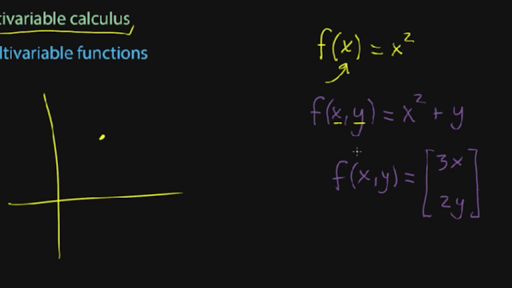 tivariable calculus
ltivariable functions
f(x) = x²
f(x,y) = x² + y
f(x,y) = [3x
2y]